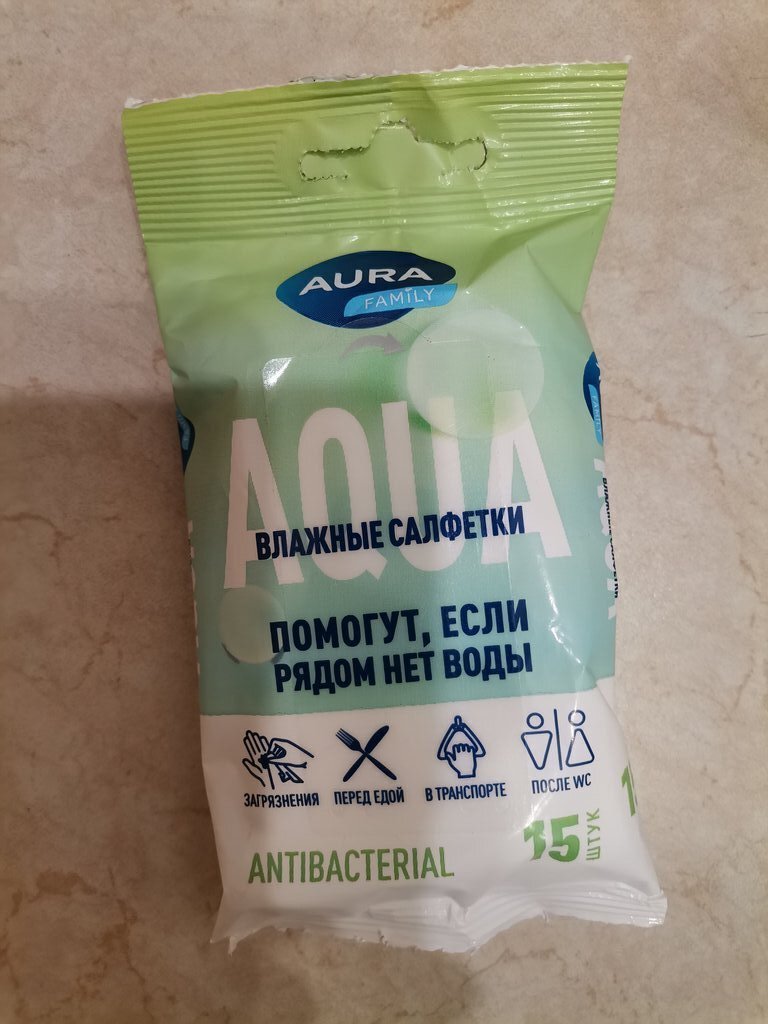 AURA
FAMILY
AQUA
ВЛАЖНЫЕ САЛФЕТКИ
ПОМОГУТ, ЕСЛИ
РЯДОМ НЕТ ВОДЫ
ЗАГРЯЗНЕНИЯ ПЕРЕД ЕДОЙ В ТРАНСПОРТЕ ПОСЛЕ WC
15 ШТУК
ANTIBACTERIAL